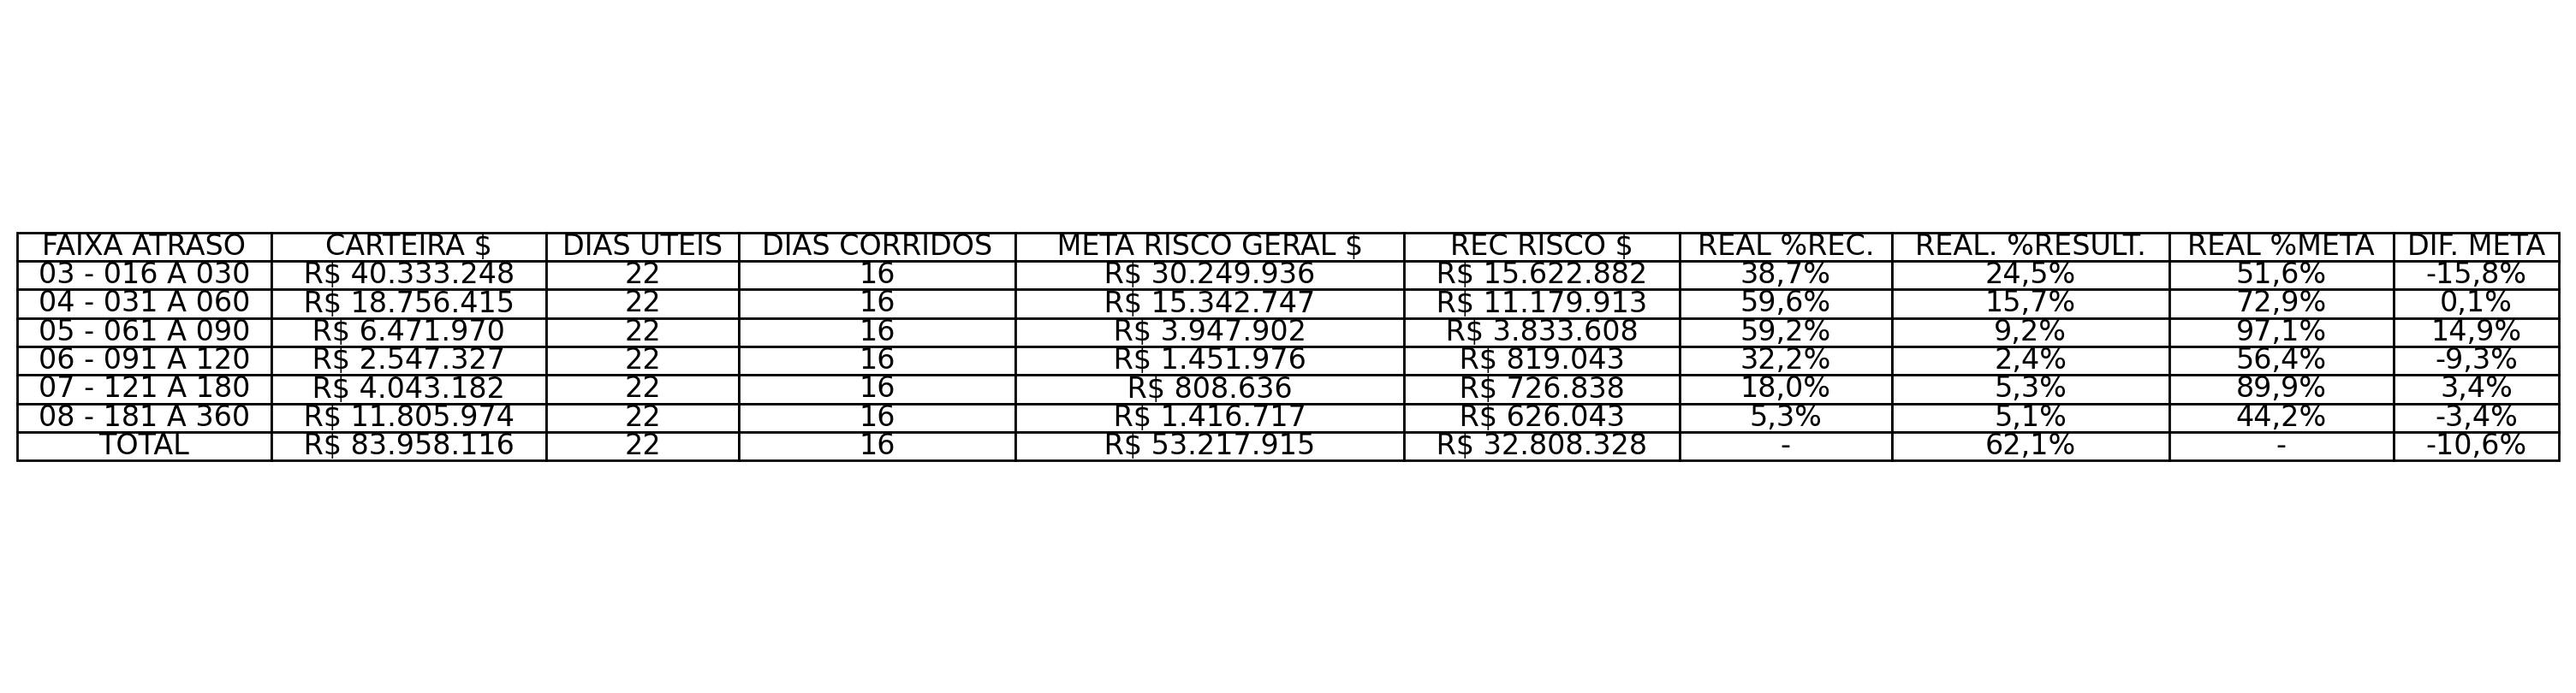 FAIXA ATRASO CARTEIRA $ DIAS UTEIS DIAS CORRIDOS META RISCO GERAL $ REC RISCO $ REAL %REC. REAL. %RESULT. REAL %META DIF. META
03 - 016 A 030 R$ 40.333.248 22 16 R$ 30.249.936 R$ 15.622.882 38,7% 24,5% 51,6% -15,8%
04 - 031 A 060 R$ 18.756.415 22 16 R$ 15.342.747 R$ 11.179.913 59,6% 15,7% 72,9% 0,1%
05 - 061 A 090 R$ 6.471.970 22 16 R$ 3.947.902 R$ 3.833.608 59,2% 9,2% 97,1% 14,9%
06 - 091 A 120 R$ 2.547.327 22 16 R$ 1.451.976 R$ 819.043 32,2% 2,4% 56,4% -9,3%
07 - 121 A 180 R$ 4.043.182 22 16 R$ 808.636 R$ 726.838 18,0% 5,3% 89,9% 3,4%
08 - 181 A 360 R$ 11.805.974 22 16 R$ 1.416.717 R$ 626.043 5,3% 5,1% 44,2% -3,4%
TOTAL R$ 83.958.116 22 16 R$ 53.217.915 R$ 32.808.328 - 62,1% - -10,6%